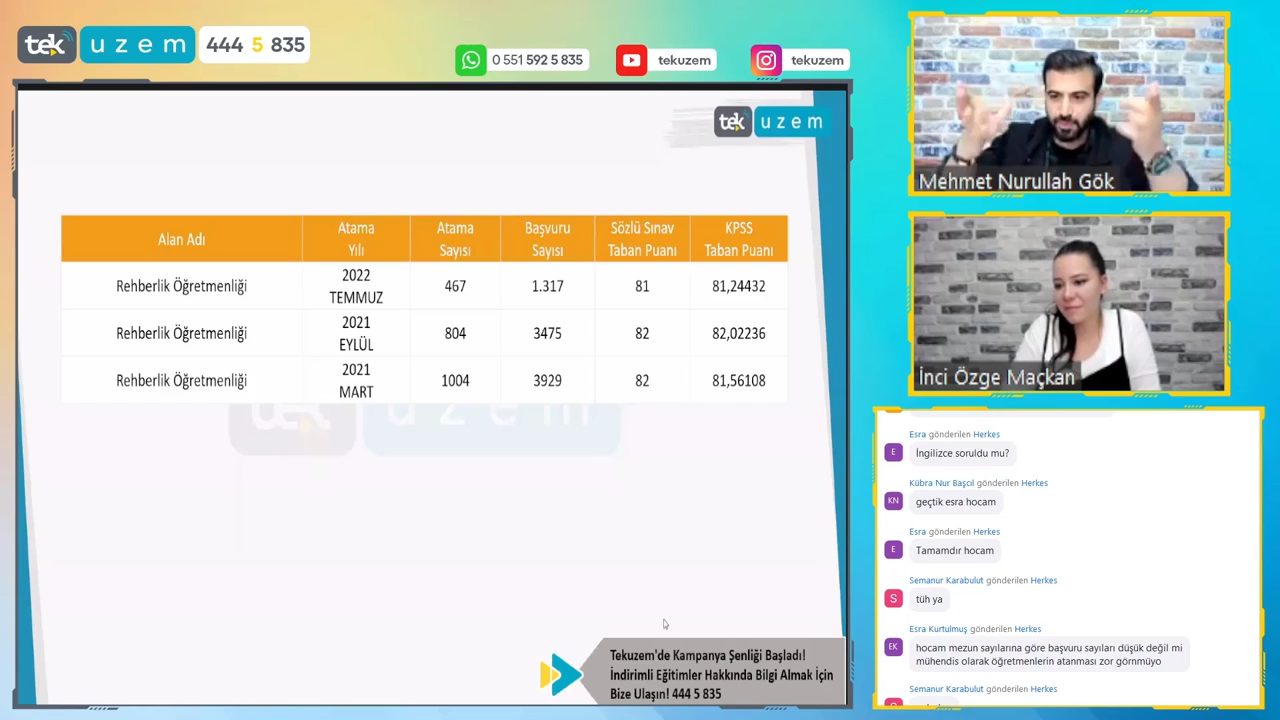 tek uzem 444 5 835
0 551 592 5 835
tekuzem
tekuzem
tek uzem
Alan Adı
Atama Yılı
Atama Sayısı
Başvuru Sayısı
Sözlü Sınav Taban Puanı
KPSS Taban Puanı
Rehberlik Öğretmenliği 2022 TEMMUZ 467 1.317 81 81,24432
Rehberlik Öğretmenliği 2021 EYLÜL 804 3475 82 82,02236
Rehberlik Öğretmenliği 2021 MART 1004 3929 82 81,56108
tek uzem
Tekuzem'de Kampanya Şenliği Başladı!
İndirimli Eğitimler Hakkında Bilgi Almak İçin
Bize Ulaşın! 444 5 835
Mehmet Nurullah Gök
İnci Özge Maçkan
Esra gönderilen Herkes
E
İngilizce soruldu mu?
Kübra Nur Başcıl gönderilen Herkes
KN
geçtik esra hocam
Esra gönderilen Herkes
E
Tamamdır hocam
Semanur Karabulut gönderilen Herkes
S
tüh ya
Esra Kurtulmuş gönderilen Herkes
EK
hocam mezun sayılarına göre başvuru sayıları düşük değil mi
mühendis olarak öğretmenlerin atanması zor görnmüyo
Semanur Karabulut gönderilen Herkes